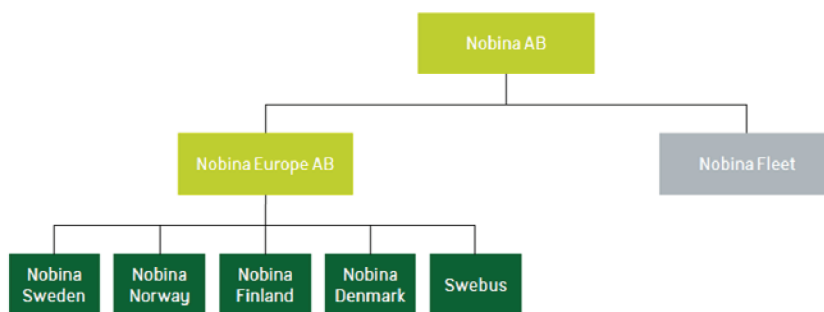 Nobina AB
Nobina Europe AB
Nobina Fleet
Nobina
Sweden
Nobina
Norway
Nobina
Finland
Nobina
Denmark
Swebus